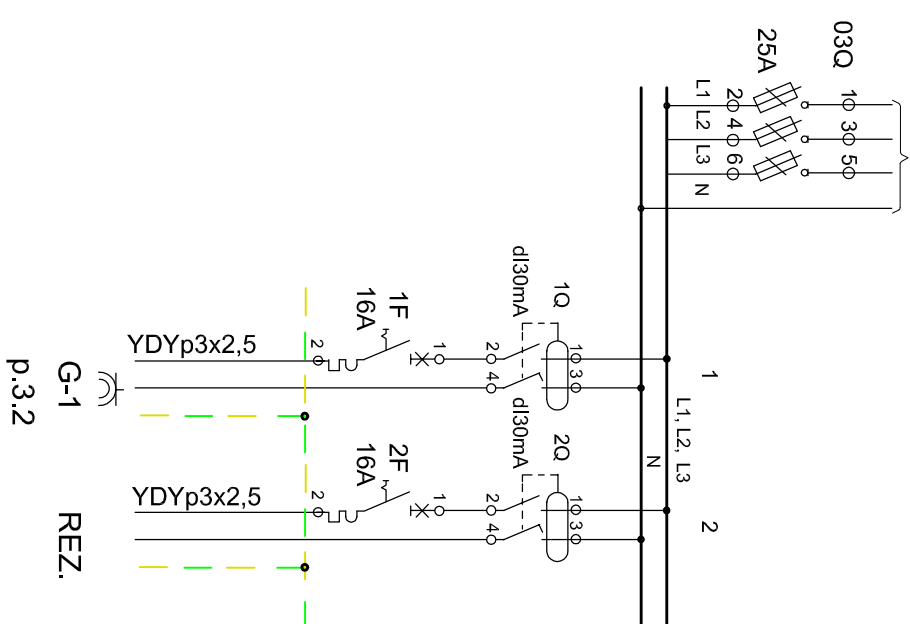 03Q
25A
1 3 5
2 4 6
L1 L2 L3 N
1 2
L1, L2, L3
N
1Q
dI30mA
1 3
2 4
1F
16A
1
2
YDYp3x2,5
G-1
p.3.2
2Q
dI30mA
1 3
2 4
2F
16A
1
2
YDYp3x2,5
REZ.